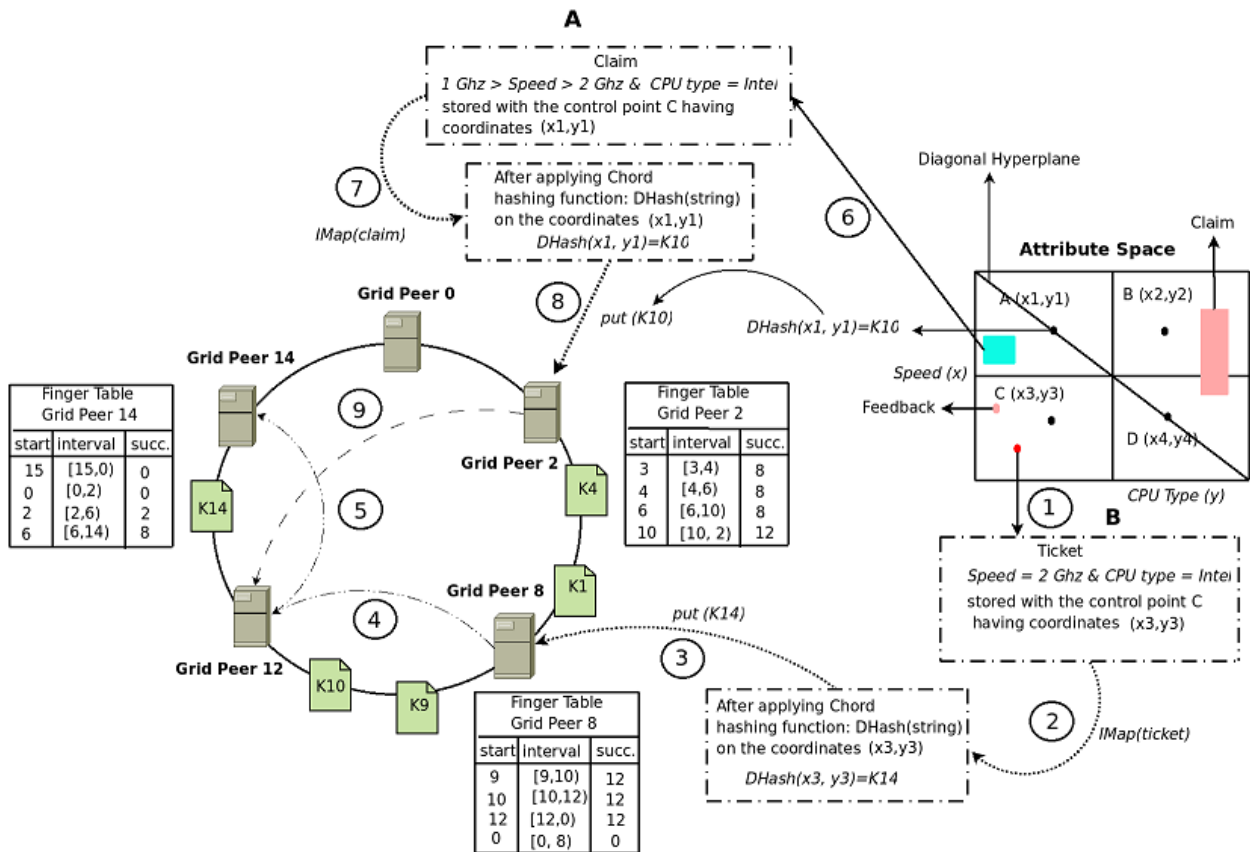 A
Claim
1 Ghz > Speed > 2 Ghz & CPU type = Intel
stored with the control point C having
coordinates (x1,y1)
7
IMap(claim)
After applying Chord
hashing function: DHash(string)
on the coordinates (x1,y1)
DHash(x1, y1)=K10
6
8
put (K10)
DHash(x1, y1)=K10
Diagonal Hyperplane
Claim
Attribute Space
A (x1,y1)
B (x2,y2)
Speed (x)
C (x3,y3)
Feedback
D (x4,y4)
CPU Type (y)
Grid Peer 0
Grid Peer 14
9
Grid Peer 2
5
K14
K4
K1
Grid Peer 8
4
Grid Peer 12
K10
K9
Finger Table
Grid Peer 14
start interval succ.
15 [15,0) 0
0 [0,2) 0
2 [2,6) 2
6 [6,14) 8
Finger Table
Grid Peer 2
start interval succ.
3 [3,4) 8
4 [4,6) 8
6 [6,10) 8
10 [10, 2) 12
Finger Table
Grid Peer 8
start interval succ.
9 [9,10) 12
10 [10,12) 12
12 [12,0) 12
0 [0, 8) 0
1
B
Ticket
Speed = 2 Ghz & CPU type = Intel
stored with the control point C
having coordinates (x3,y3)
2
IMap(ticket)
After applying Chord
hashing function: DHash(string)
on the coordinates (x3,y3)
DHash(x3, y3)=K14
3
put (K14)